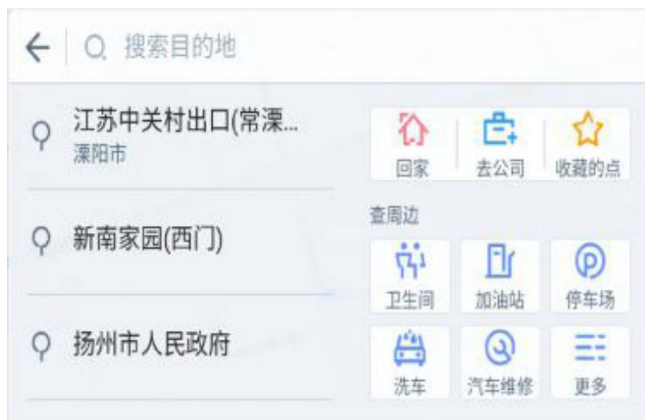 搜索目的地
江苏中关村出口(常溧...
溧阳市
新南家园(西门)
扬州市人民政府
回家 去公司 收藏的点
查周边
卫生间 加油站 停车场
洗车 汽车维修 更多